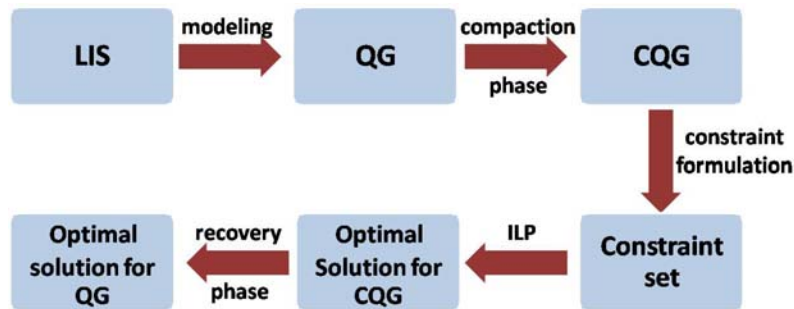 LIS
modeling
QG
compaction
phase
CQG
constraint
formulation
Constraint
set
ILP
Optimal
Solution for
CQG
recovery
phase
Optimal
solution for
QG